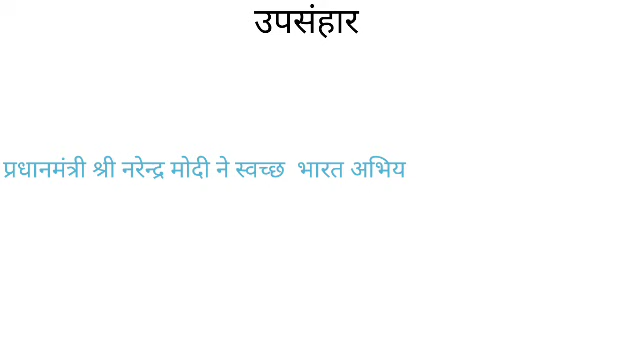 उपसंहार
प्रधानमंत्री श्री नरेन्द्र मोदी ने स्वच्छ  भारत अभिय